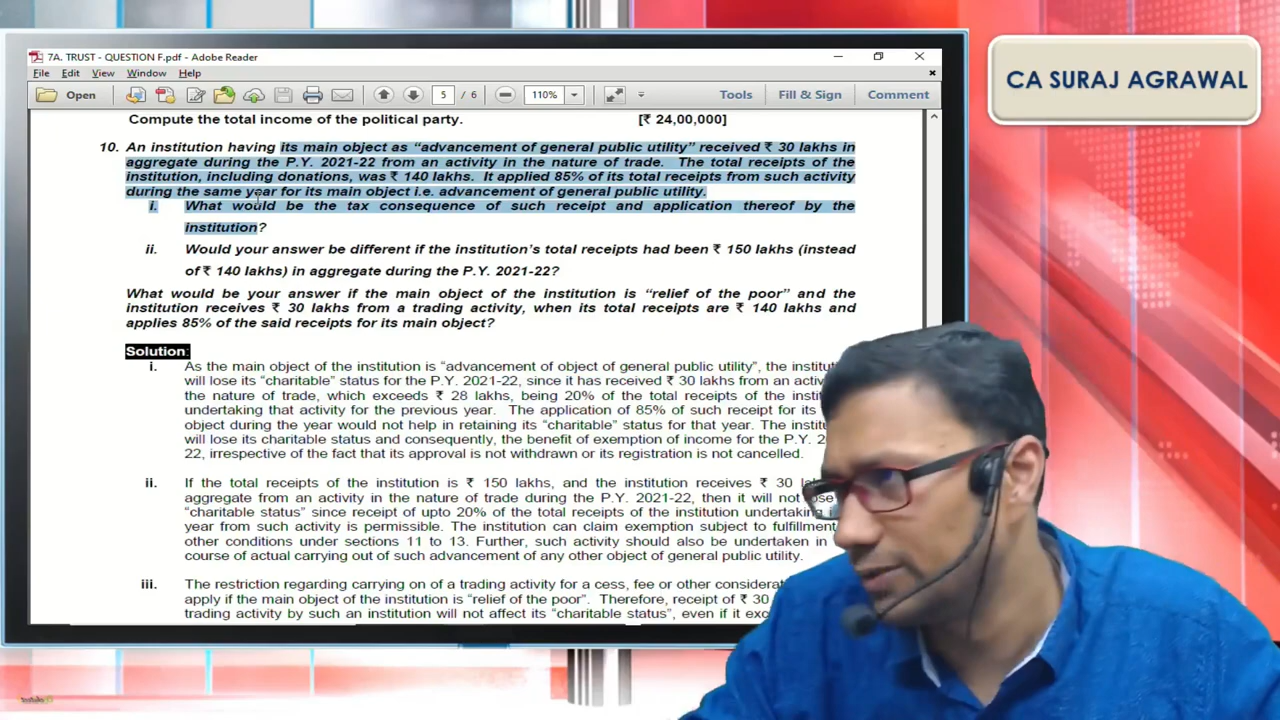 7A. TRUST - QUESTION F.pdf - Adobe Reader
CA SURAJ AGRAWAL
File Edit View Window Help
Open 5 / 6 110% Tools Fill & Sign Comment
Compute the total income of the political party. [₹ 24,00,000]
10. An institution having its main object as “advancement of general public utility” received ₹ 30 lakhs in
aggregate during the P.Y. 2021-22 from an activity in the nature of trade. The total receipts of the
institution, including donations, was ₹ 140 lakhs. It applied 85% of its total receipts from such activity
during the same year for its main object i.e. advancement of general public utility.
i. What would be the tax consequence of such receipt and application thereof by the
institution?
ii. Would your answer be different if the institution’s total receipts had been ₹ 150 lakhs (instead
of ₹ 140 lakhs) in aggregate during the P.Y. 2021-22?
What would be your answer if the main object of the institution is “relief of the poor” and the
institution receives ₹ 30 lakhs from a trading activity, when its total receipts are ₹ 140 lakhs and
applies 85% of the said receipts for its main object?
Solution:
i. As the main object of the institution is “advancement of object of general public utility”, the
will lose its “charitable” status for the P.Y. 2021-22, since it has received ₹ 30 lakhs from an
the nature of trade, which exceeds ₹ 28 lakhs, being 20% of the total receipts of the
undertaking that activity for the previous year. The application of 85% of such receipt for its
object during the year would not help in retaining its “charitable” status for that year. The
will lose its charitable status and consequently, the benefit of exemption of income for the P.Y.
22, irrespective of the fact that its approval is not withdrawn or its registration is not cancelled.
ii. If the total receipts of the institution is ₹ 150 lakhs, and the institution receives ₹ 30
aggregate from an activity in the nature of trade during the P.Y. 2021-22, then it will not
“charitable status” since receipt of upto 20% of the total receipts of the institution undertaking
year from such activity is permissible. The institution can claim exemption subject to fulfillment
other conditions under sections 11 to 13. Further, such activity should also be undertaken in
course of actual carrying out of such advancement of any other object of general public utility.
iii. The restriction regarding carrying on of a trading activity for a cess, fee or other
apply if the main object of the institution is “relief of the poor”. Therefore, receipt of ₹ 30
trading activity by such an institution will not affect its “charitable status”, even if it